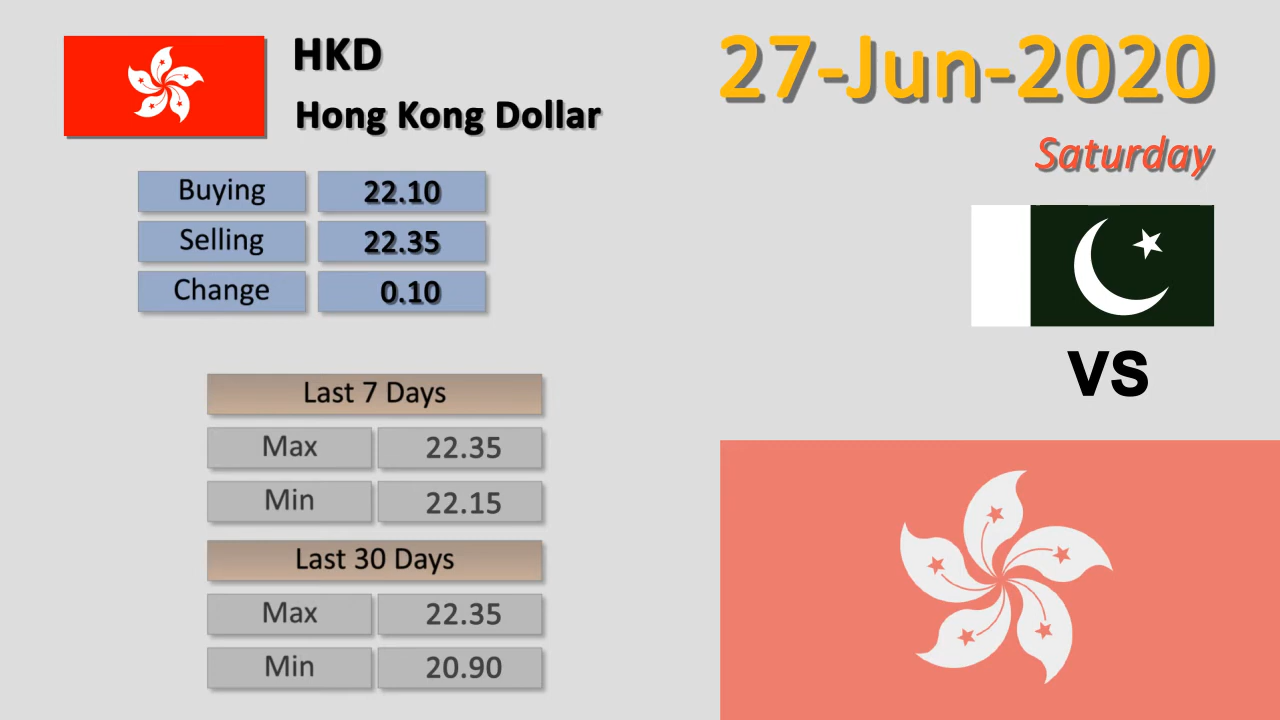 HKD
Hong Kong Dollar
27-Jun-2020
Saturday
Buying 22.10
Selling 22.35
Change 0.10
VS
Last 7 Days
Max 22.35
Min 22.15
Last 30 Days
Max 22.35
Min 20.90